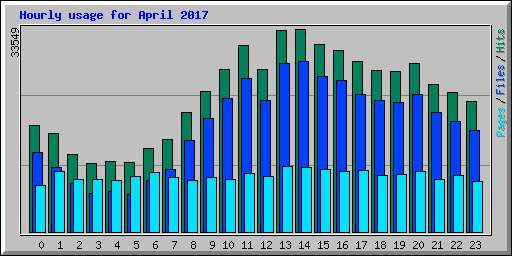 Hourly usage for April 2017
33549
Pages / Files / Hits
0 1 2 3 4 5 6 7 8 9 10 11 12 13 14 15 16 17 18 19 20 21 22 23